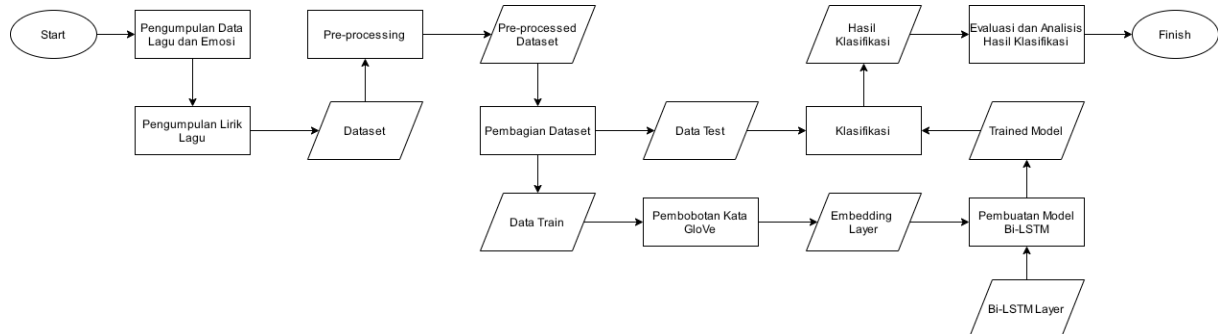 Start
Pengumpulan Data
Lagu dan Emosi
Pre-processing
Pre-processed
Dataset
Hasil
Klasifikasi
Evaluasi dan Analisis
Hasil Klasifikasi
Finish
Pengumpulan Lirik
Lagu
Dataset
Pembagian Dataset
Data Test
Klasifikasi
Trained Model
Data Train
Pembobotan Kata
GloVe
Embedding
Layer
Pembuatan Model
Bi-LSTM
Bi-LSTM Layer